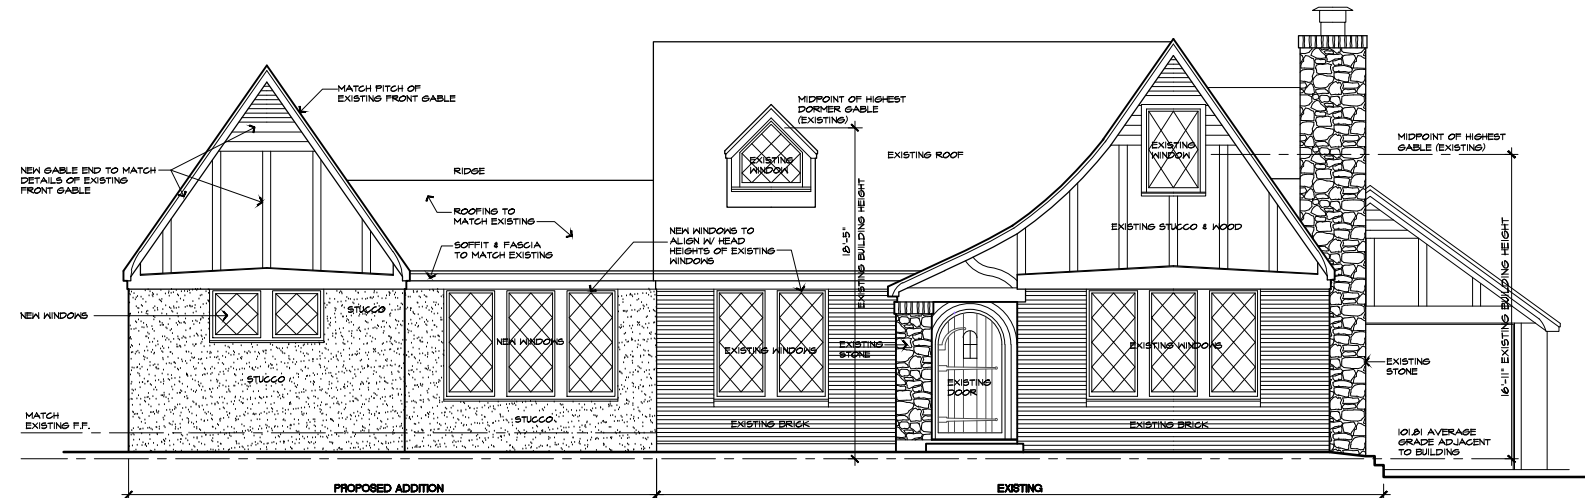 MATCH PITCH OF
EXISTING FRONT GABLE
MIDPOINT OF HIGHEST
DORMER GABLE
(EXISTING)
MIDPOINT OF HIGHEST
GABLE (EXISTING)
EXISTING
WINDOW
EXISTING ROOF
EXISTING
WINDOW
NEW GABLE END TO MATCH
DETAILS OF EXISTING
FRONT GABLE
RIDGE
ROOFING TO
MATCH EXISTING
SOFFIT & FASCIA
TO MATCH EXISTING
NEW WINDOWS TO
ALIGN W/ HEAD
HEIGHTS OF EXISTING
WINDOWS
18'-5"
EXISTING BUILDING HEIGHT
EXISTING STUCCO & WOOD
16'-11" EXISTING BUILDING HEIGHT
NEW WINDOWS
STUCCO
NEW WINDOWS
EXISTING WINDOWS
EXISTING
STONE
EXISTING WINDOWS
EXISTING
STONE
STUCCO
EXISTING
DOOR
MATCH
EXISTING F.F.
STUCCO
EXISTING BRICK
EXISTING BRICK
101.81 AVERAGE
GRADE ADJACENT
TO BUILDING
PROPOSED ADDITION
EXISTING